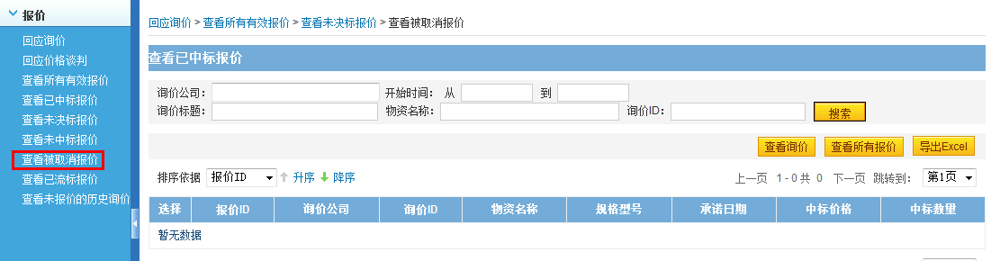 报价
回应询价
回应价格谈判
查看所有有效报价
查看已中标报价
查看未决标报价
查看未中标报价
查看被取消报价
查看已流标报价
查看未报价的历史询价
回应询价 > 查看所有有效报价 > 查看未决标报价 > 查看被取消报价
查看已中标报价
询价公司： 开始时间： 从 到
询价标题： 物资名称： 询价ID： 搜索
查看询价 查看所有报价 导出Excel
排序依据 报价ID 升序 降序 上一页 1 - 0 共 0 下一页 跳转到： 第1页
选择 报价ID 询价公司 询价ID 物资名称 规格型号 承诺日期 中标价格 中标数量
暂无数据